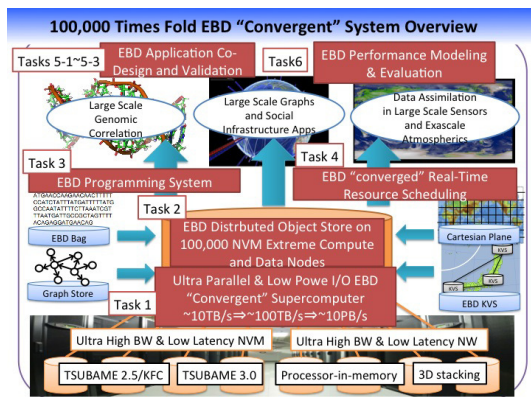 100,000 Times Fold EBD “Convergent” System Overview
Tasks 5-1~5-3
EBD Application Co-
Design and Validation
Task6
EBD Performance Modeling
& Evaluation
Large Scale
Genomic
Correlation
Large Scale Graphs
and Social
Infrastructure Apps
Data Assimilation
in Large Scale Sensors
and Exascale
Atmospherics
Task 3
EBD Programming System
Task 4
EBD “converged” Real-Time
Resource Scheduling
ATGAACCAAGAACAACTTTTT
CCATCTATTTATGATTTTTATG
GCCAATATTTTCTTAAATCGT
TTAATGATTGCGCTAGTTT
ACAGAGGATGAACAG
Task 2
EBD Distrbuted Object Store on
100,000 NVM Extreme Compute
and Data Nodes
EBD Bag
Cartesian Plane
Graph Store
KVS
KVS
KVS
EBD KVS
Task 1
Ultra Parallel & Low Powe I/O EBD
“Convergent” Supercomputer
~10TB/s⇒~100TB/s⇒~10PB/s
Ultra High BW & Low Latency NVM
Ultra High BW & Low Latency NW
TSUBAME 2.5/KFC
TSUBAME 3.0
Processor-in-memory
3D stacking